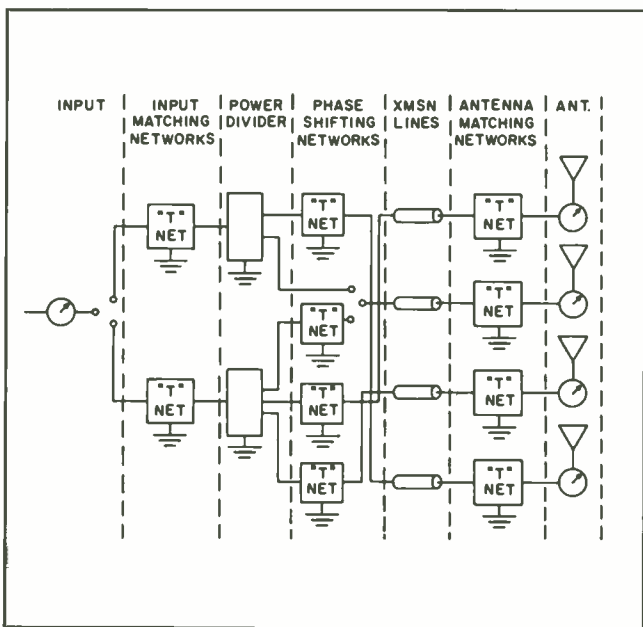 INPUT
INPUT
MATCHING
NETWORKS
POWER
DIVIDER
PHASE
SHIFTING
NETWORKS
XMSN
LINES
ANTENNA
MATCHING
NETWORKS
ANT.
"T"
NET
"T"
NET
"T"
NET
"T"
NET
"T"
NET
"T"
NET
"T"
NET
"T"
NET
"T"
NET
"T"
NET